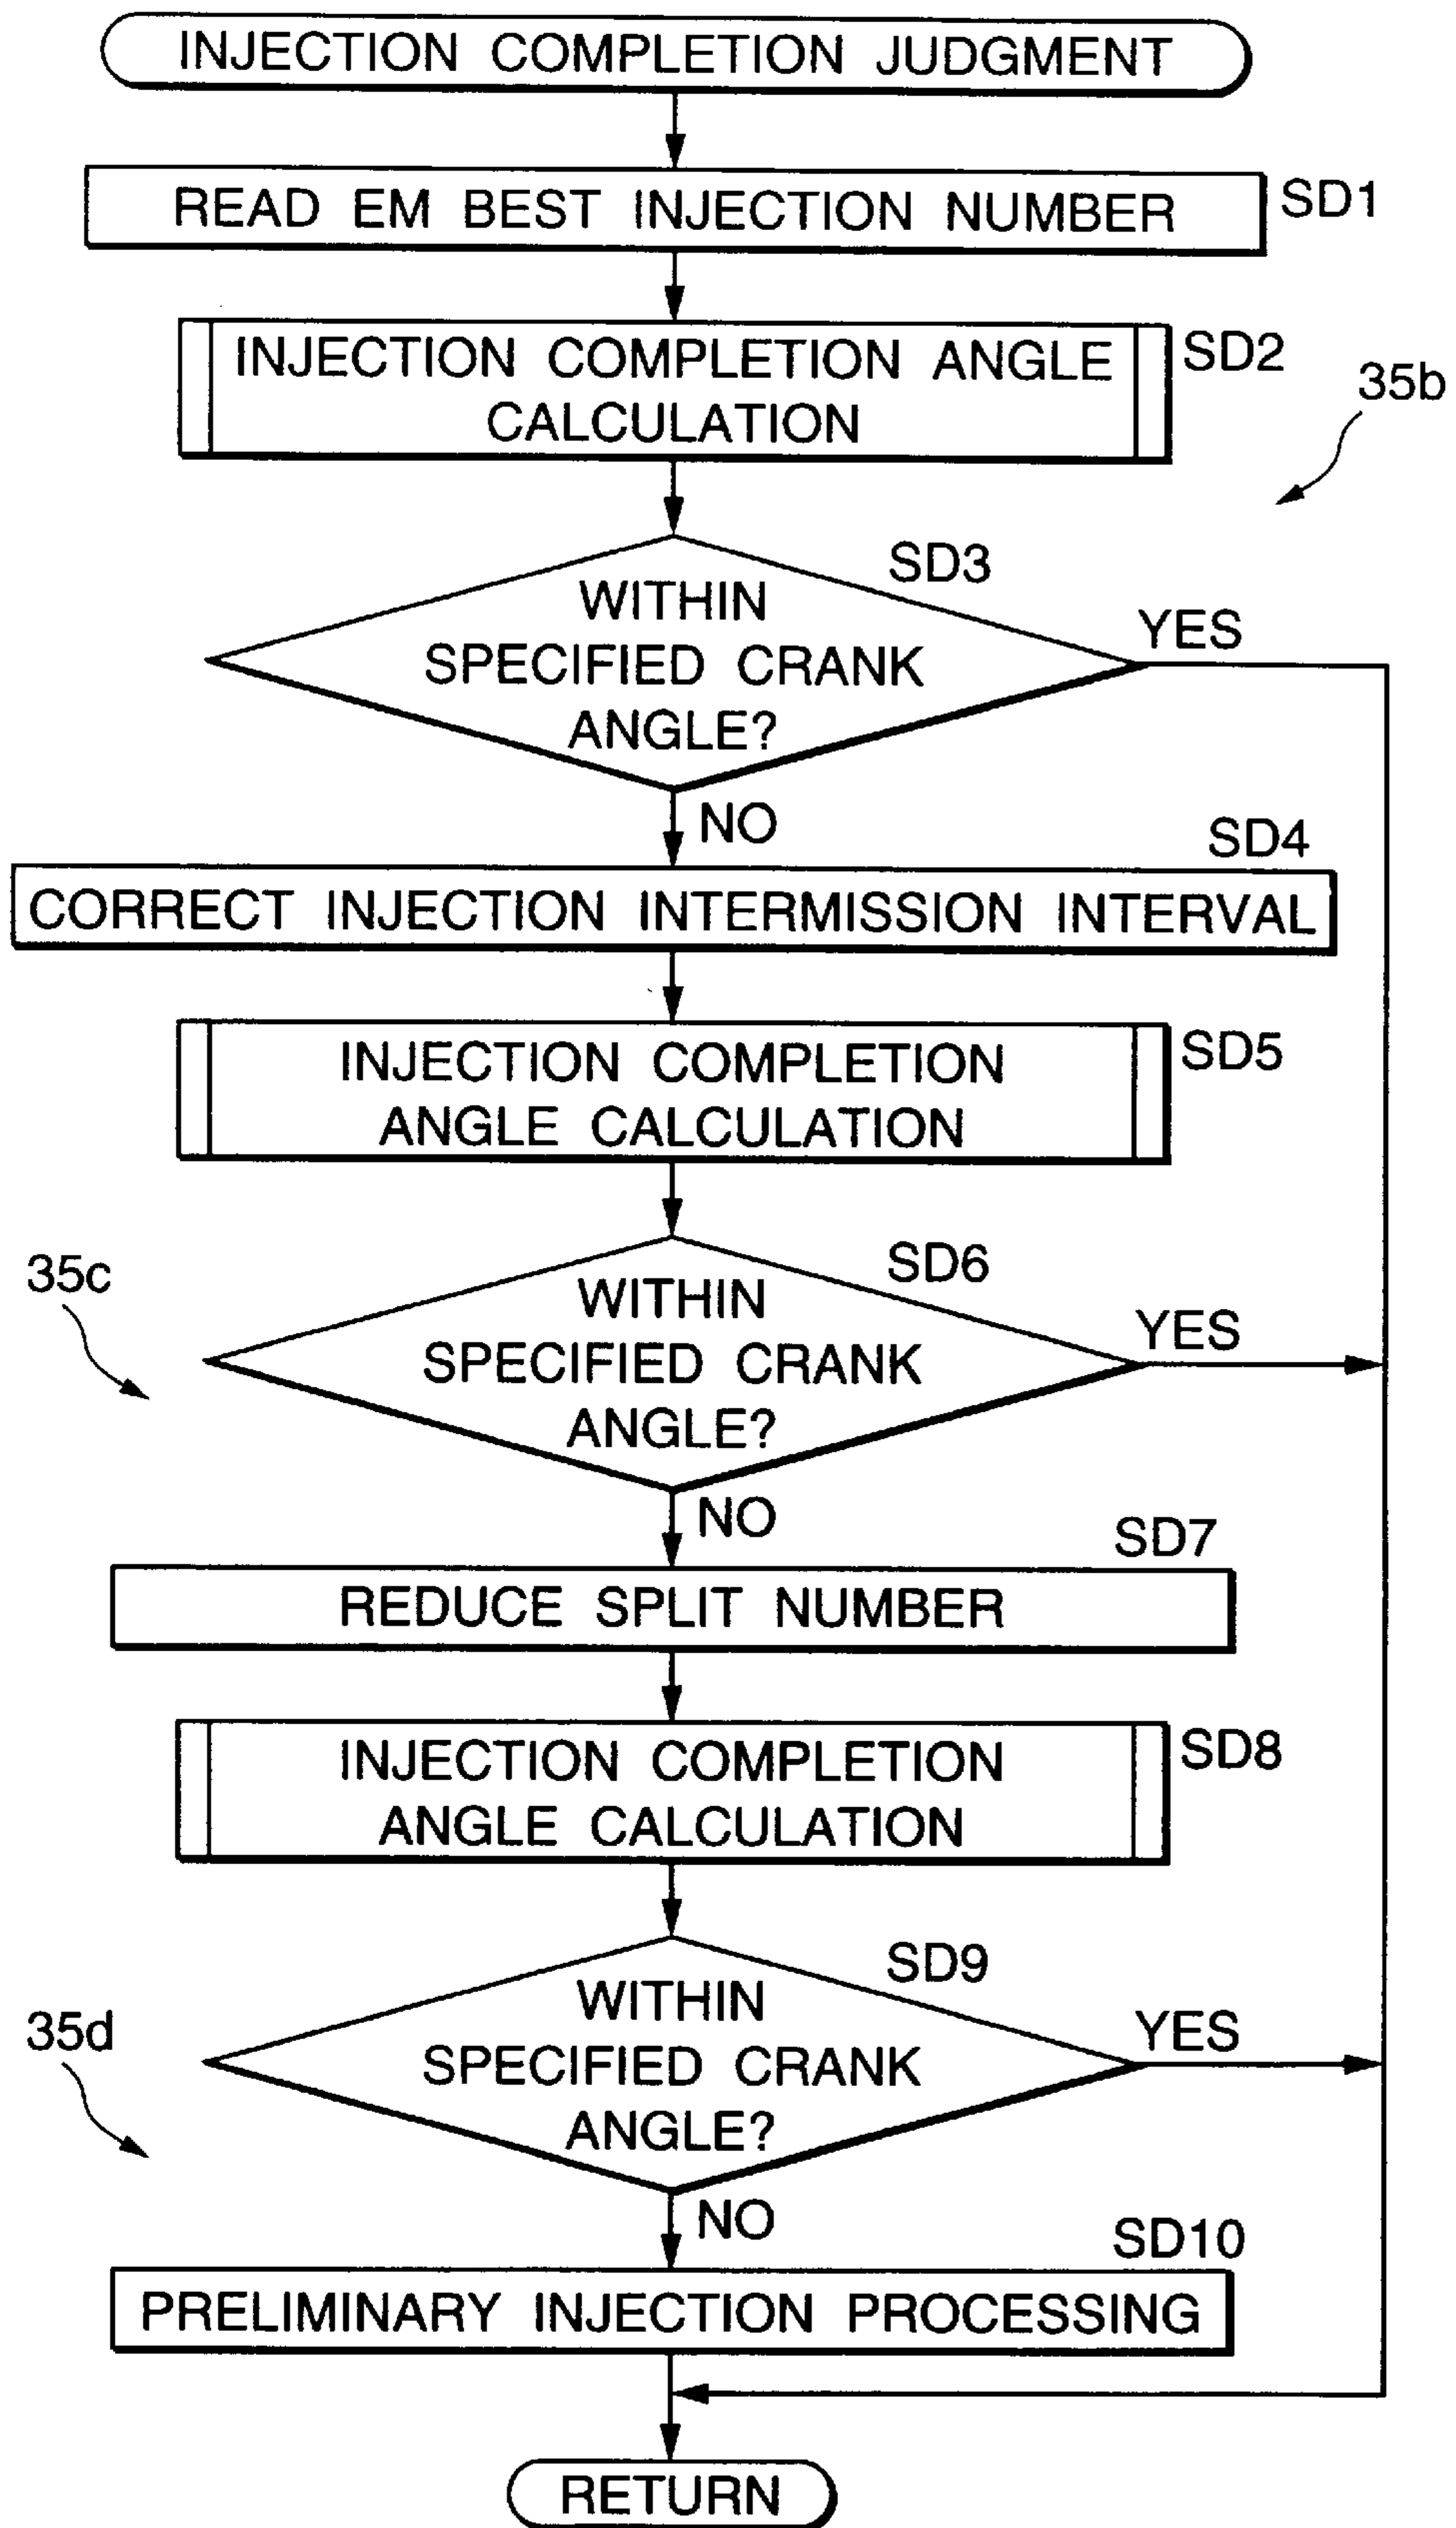 INJECTION COMPLETION JUDGMENT
READ EM BEST INJECTION NUMBER
SD1
INJECTION COMPLETION ANGLE
CALCULATION
SD2
35b
SD3
WITHIN
SPECIFIED CRANK
ANGLE?
YES
NO
SD4
CORRECT INJECTION INTERMISSION INTERVAL
INJECTION COMPLETION
ANGLE CALCULATION
SD5
35c
SD6
WITHIN
SPECIFIED CRANK
ANGLE?
YES
NO
SD7
REDUCE SPLIT NUMBER
INJECTION COMPLETION
ANGLE CALCULATION
SD8
35d
SD9
WITHIN
SPECIFIED CRANK
ANGLE?
YES
NO
SD10
PRELIMINARY INJECTION PROCESSING
RETURN